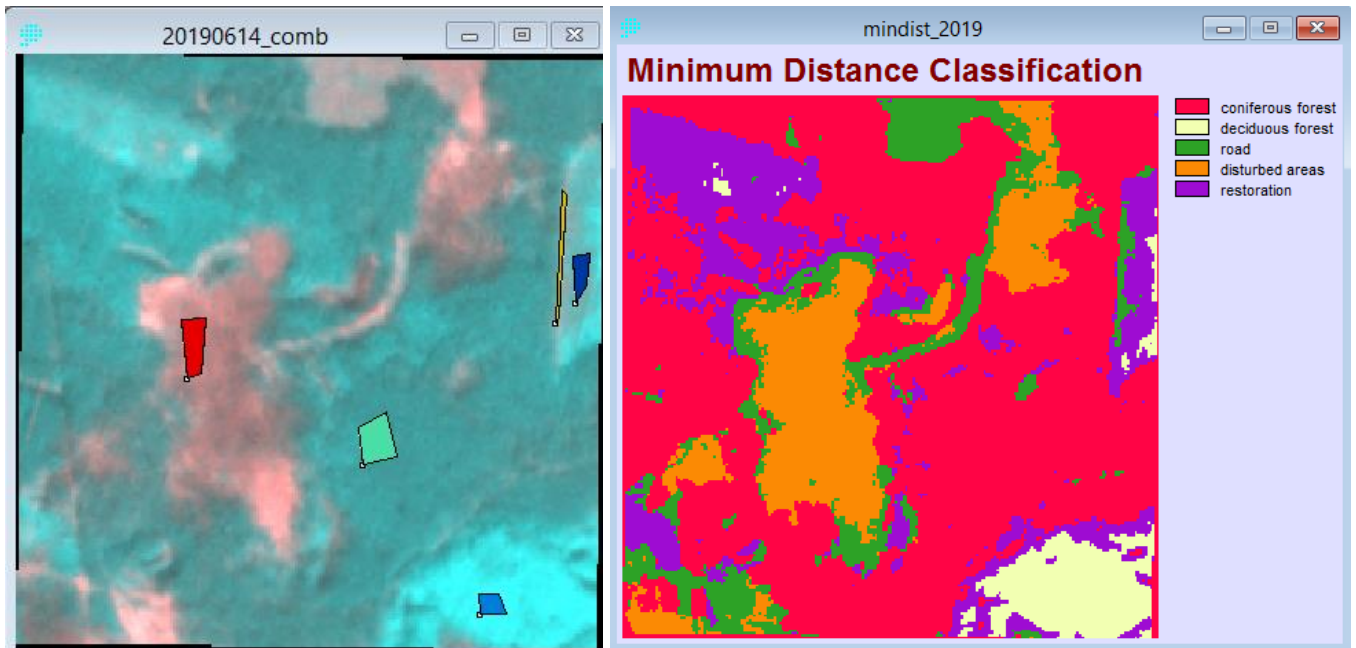 20190614_comb
mindist_2019
Minimum Distance Classification
coniferous forest
deciduous forest
road
disturbed areas
restoration